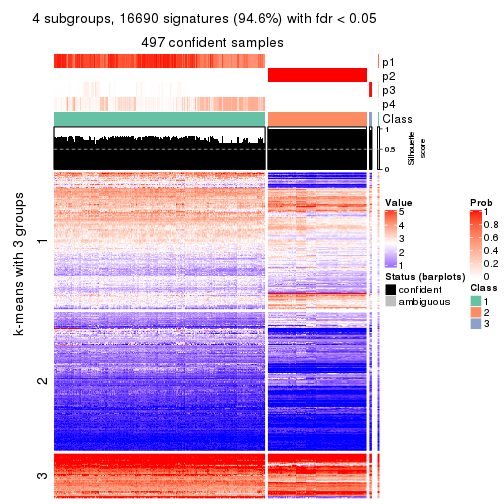 4 subgroups, 16690 signatures (94.6%) with fdr < 0.05
497 confident samples
p1
p2
p3
p4
Class
1
0.5
0
Silhouette
score
k-means with 3 groups
1
2
3
Value
5
4
3
2
1
Status (barplots)
confident
ambiguous
Prob
1
0.8
0.6
0.4
0.2
0
Class
1
2
3